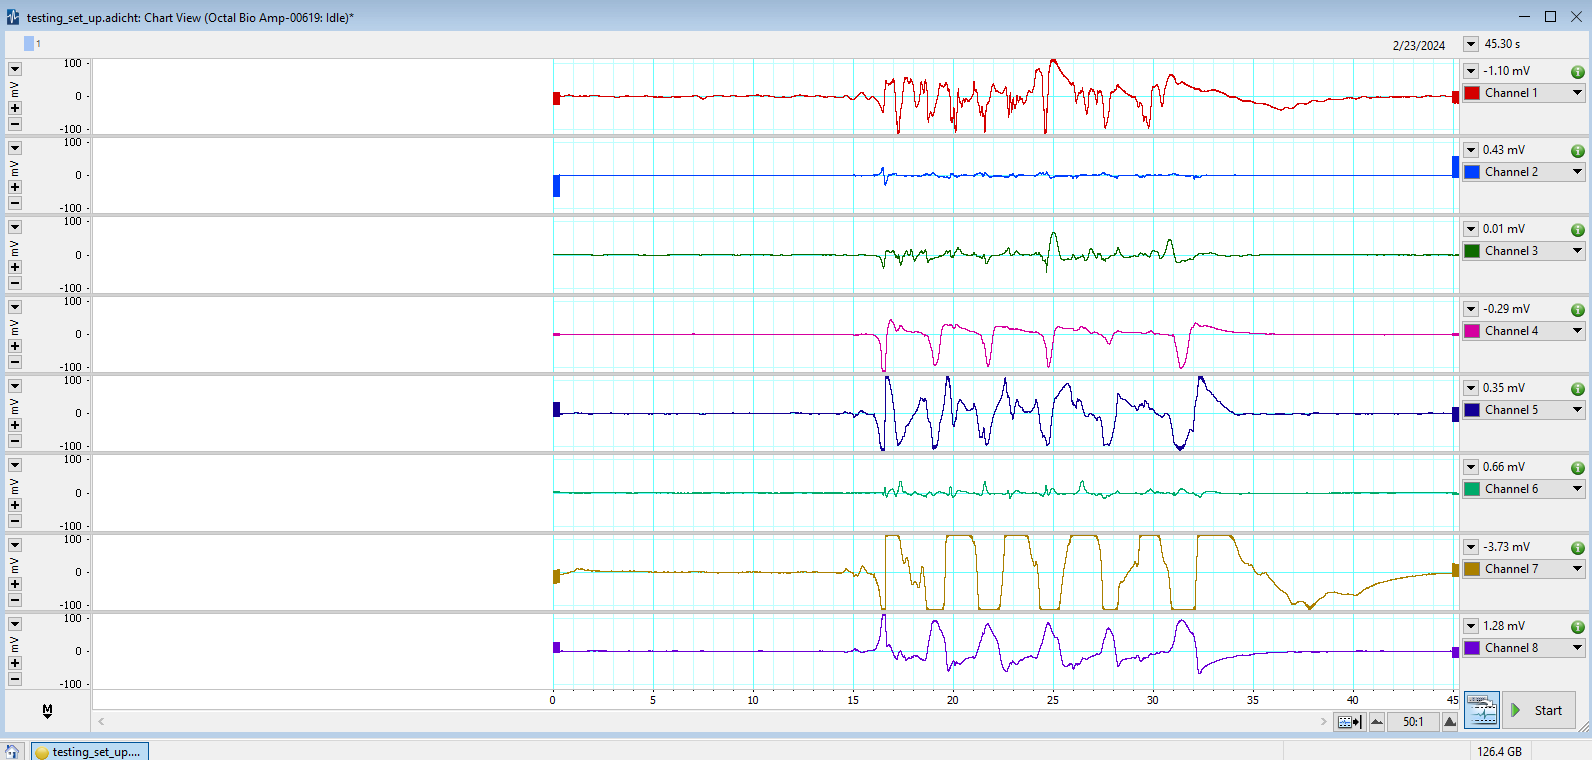 testing_set_up.adicht: Chart View (Octal Bio Amp-00619: Idle)*
1
2/23/2024
45.30 s
100
0
-100
mV
-1.10 mV
Channel 1
100
0
-100
mV
0.43 mV
Channel 2
100
0
-100
mV
0.01 mV
Channel 3
100
0
-100
mV
-0.29 mV
Channel 4
100
0
-100
mV
0.35 mV
Channel 5
100
0
-100
mV
0.66 mV
Channel 6
100
0
-100
mV
-3.73 mV
Channel 7
100
0
-100
mV
1.28 mV
Channel 8
0 5 10 15 20 25 30 35 40 45
M
50:1
Start
testing_set_up....
126.4 GB